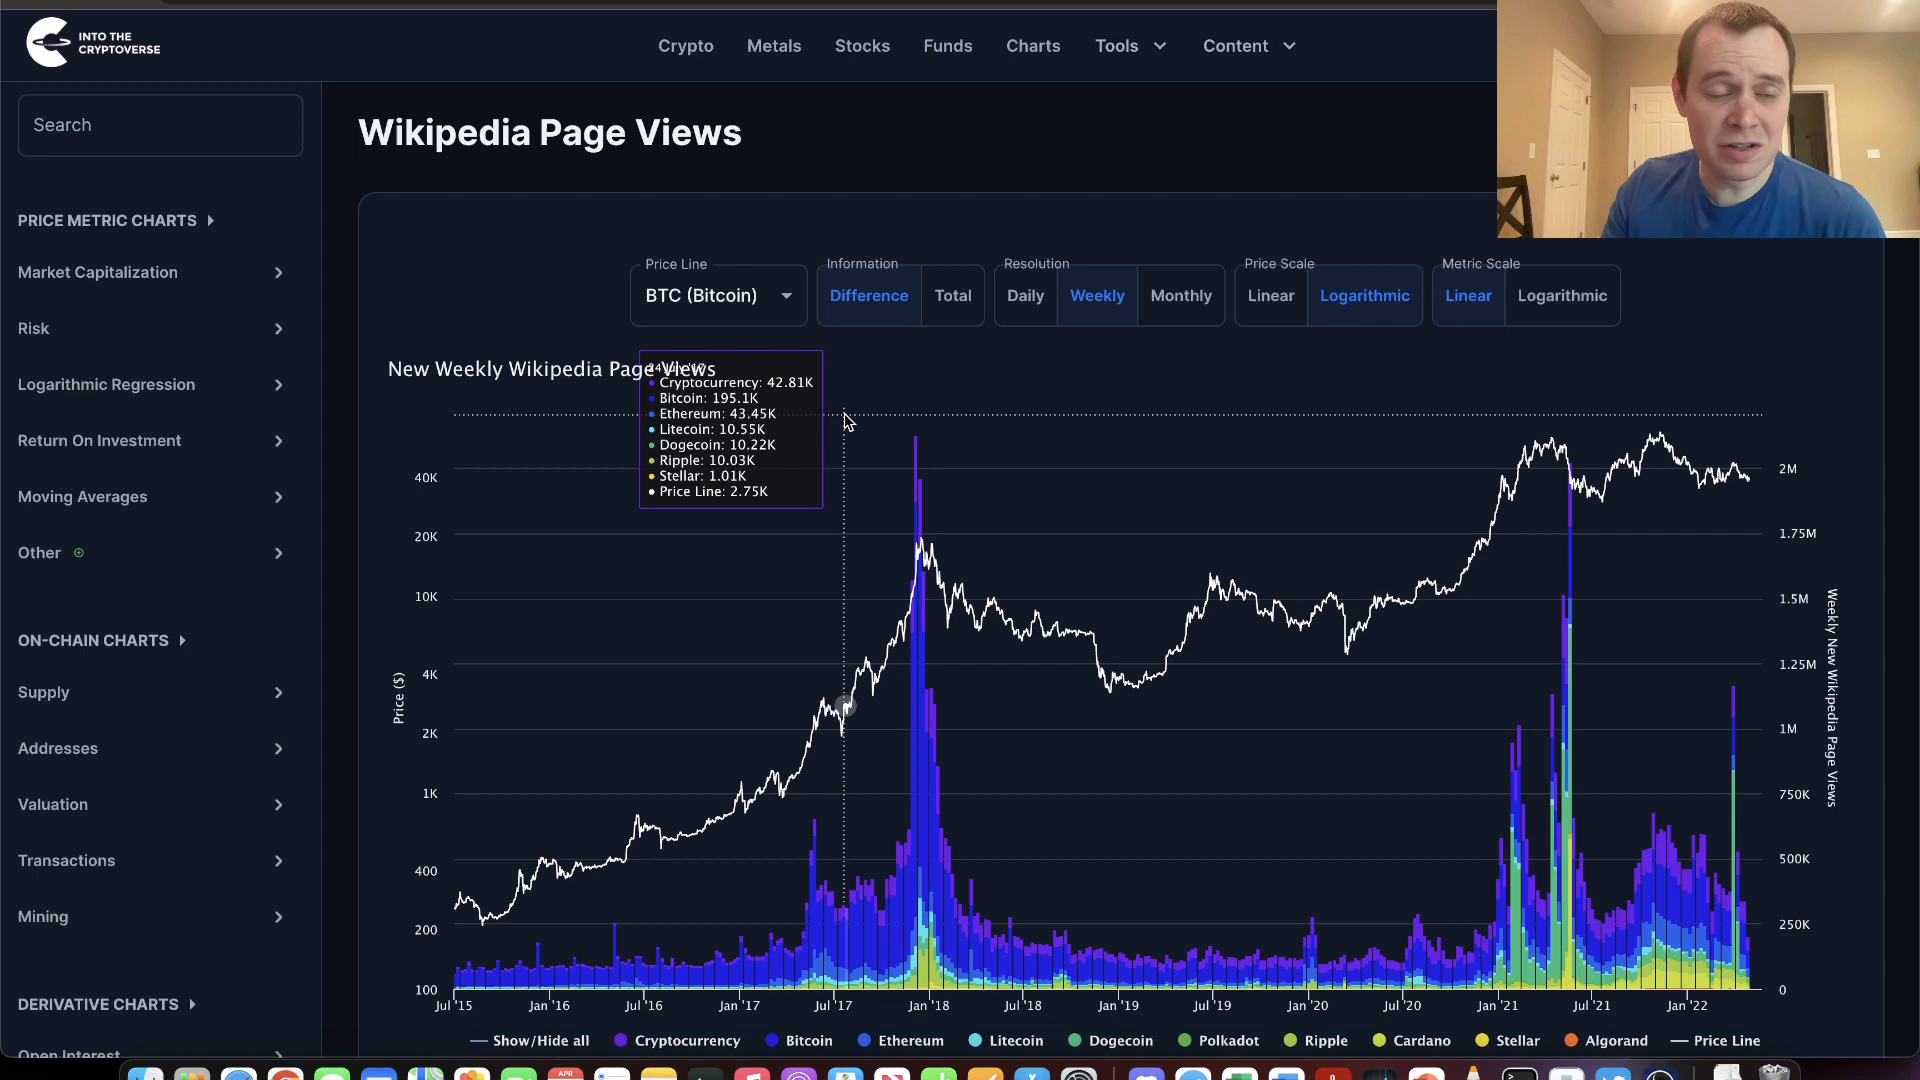 INTO THE
CRYPTOVERSE
Crypto
Metals
Stocks
Funds
Charts
Tools
Content
Search
PRICE METRIC CHARTS
Market Capitalization
Risk
Logarithmic Regression
Return On Investment
Moving Averages
Other
ON-CHAIN CHARTS
Supply
Addresses
Valuation
Transactions
Mining
DERIVATIVE CHARTS
Open Interest
Wikipedia Page Views
Price Line
BTC (Bitcoin)
Information
Difference
Total
Resolution
Daily
Weekly
Monthly
Price Scale
Linear
Logarithmic
Metric Scale
Linear
Logarithmic
New Weekly Wikipedia Page Views
Cryptocurrency: 42.81K
Bitcoin: 195.1K
Ethereum: 43.45K
Litecoin: 10.55K
Dogecoin: 10.22K
Ripple: 10.03K
Stellar: 1.01K
Price Line: 2.75K
Price ($)
40K
20K
10K
4K
2K
1K
400
200
100
2M
1.75M
1.5M
1.25M
1M
750K
500K
250K
0
Weekly New Wikipedia Page Views
Jul '15
Jan '16
Jul '16
Jan '17
Jul '17
Jan '18
Jul '18
Jan '19
Jul '19
Jan '20
Jul '20
Jan '21
Jul '21
Jan '22
Show/Hide all
Cryptocurrency
Bitcoin
Ethereum
Litecoin
Dogecoin
Polkadot
Ripple
Cardano
Stellar
Algorand
Price Line
APR